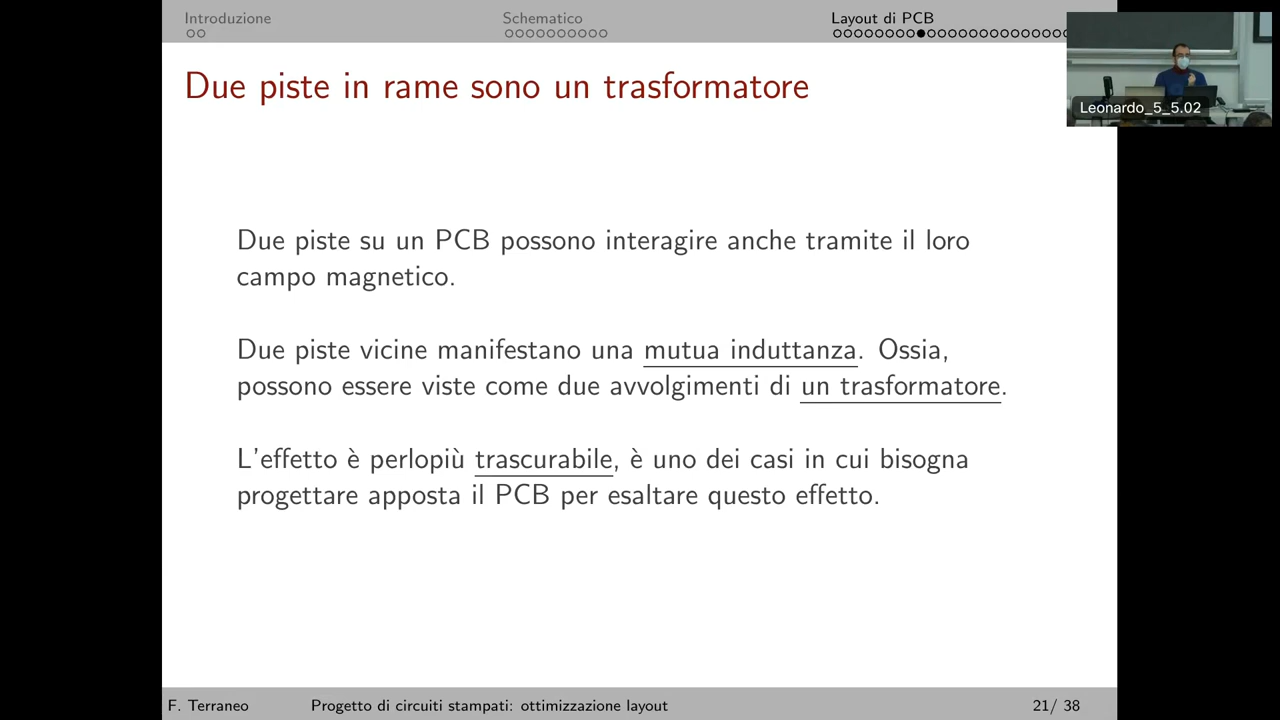 Introduzione
Schematico
Layout di PCB
Due piste in rame sono un trasformatore
Leonardo_5_5.02
Due piste su un PCB possono interagire anche tramite il loro
campo magnetico.
Due piste vicine manifestano una mutua induttanza. Ossia,
possono essere viste come due avvolgimenti di un trasformatore.
L'effetto è perlopiù trascurabile, è uno dei casi in cui bisogna
progettare apposta il PCB per esaltare questo effetto.
F. Terraneo
Progetto di circuiti stampati: ottimizzazione layout
21/ 38